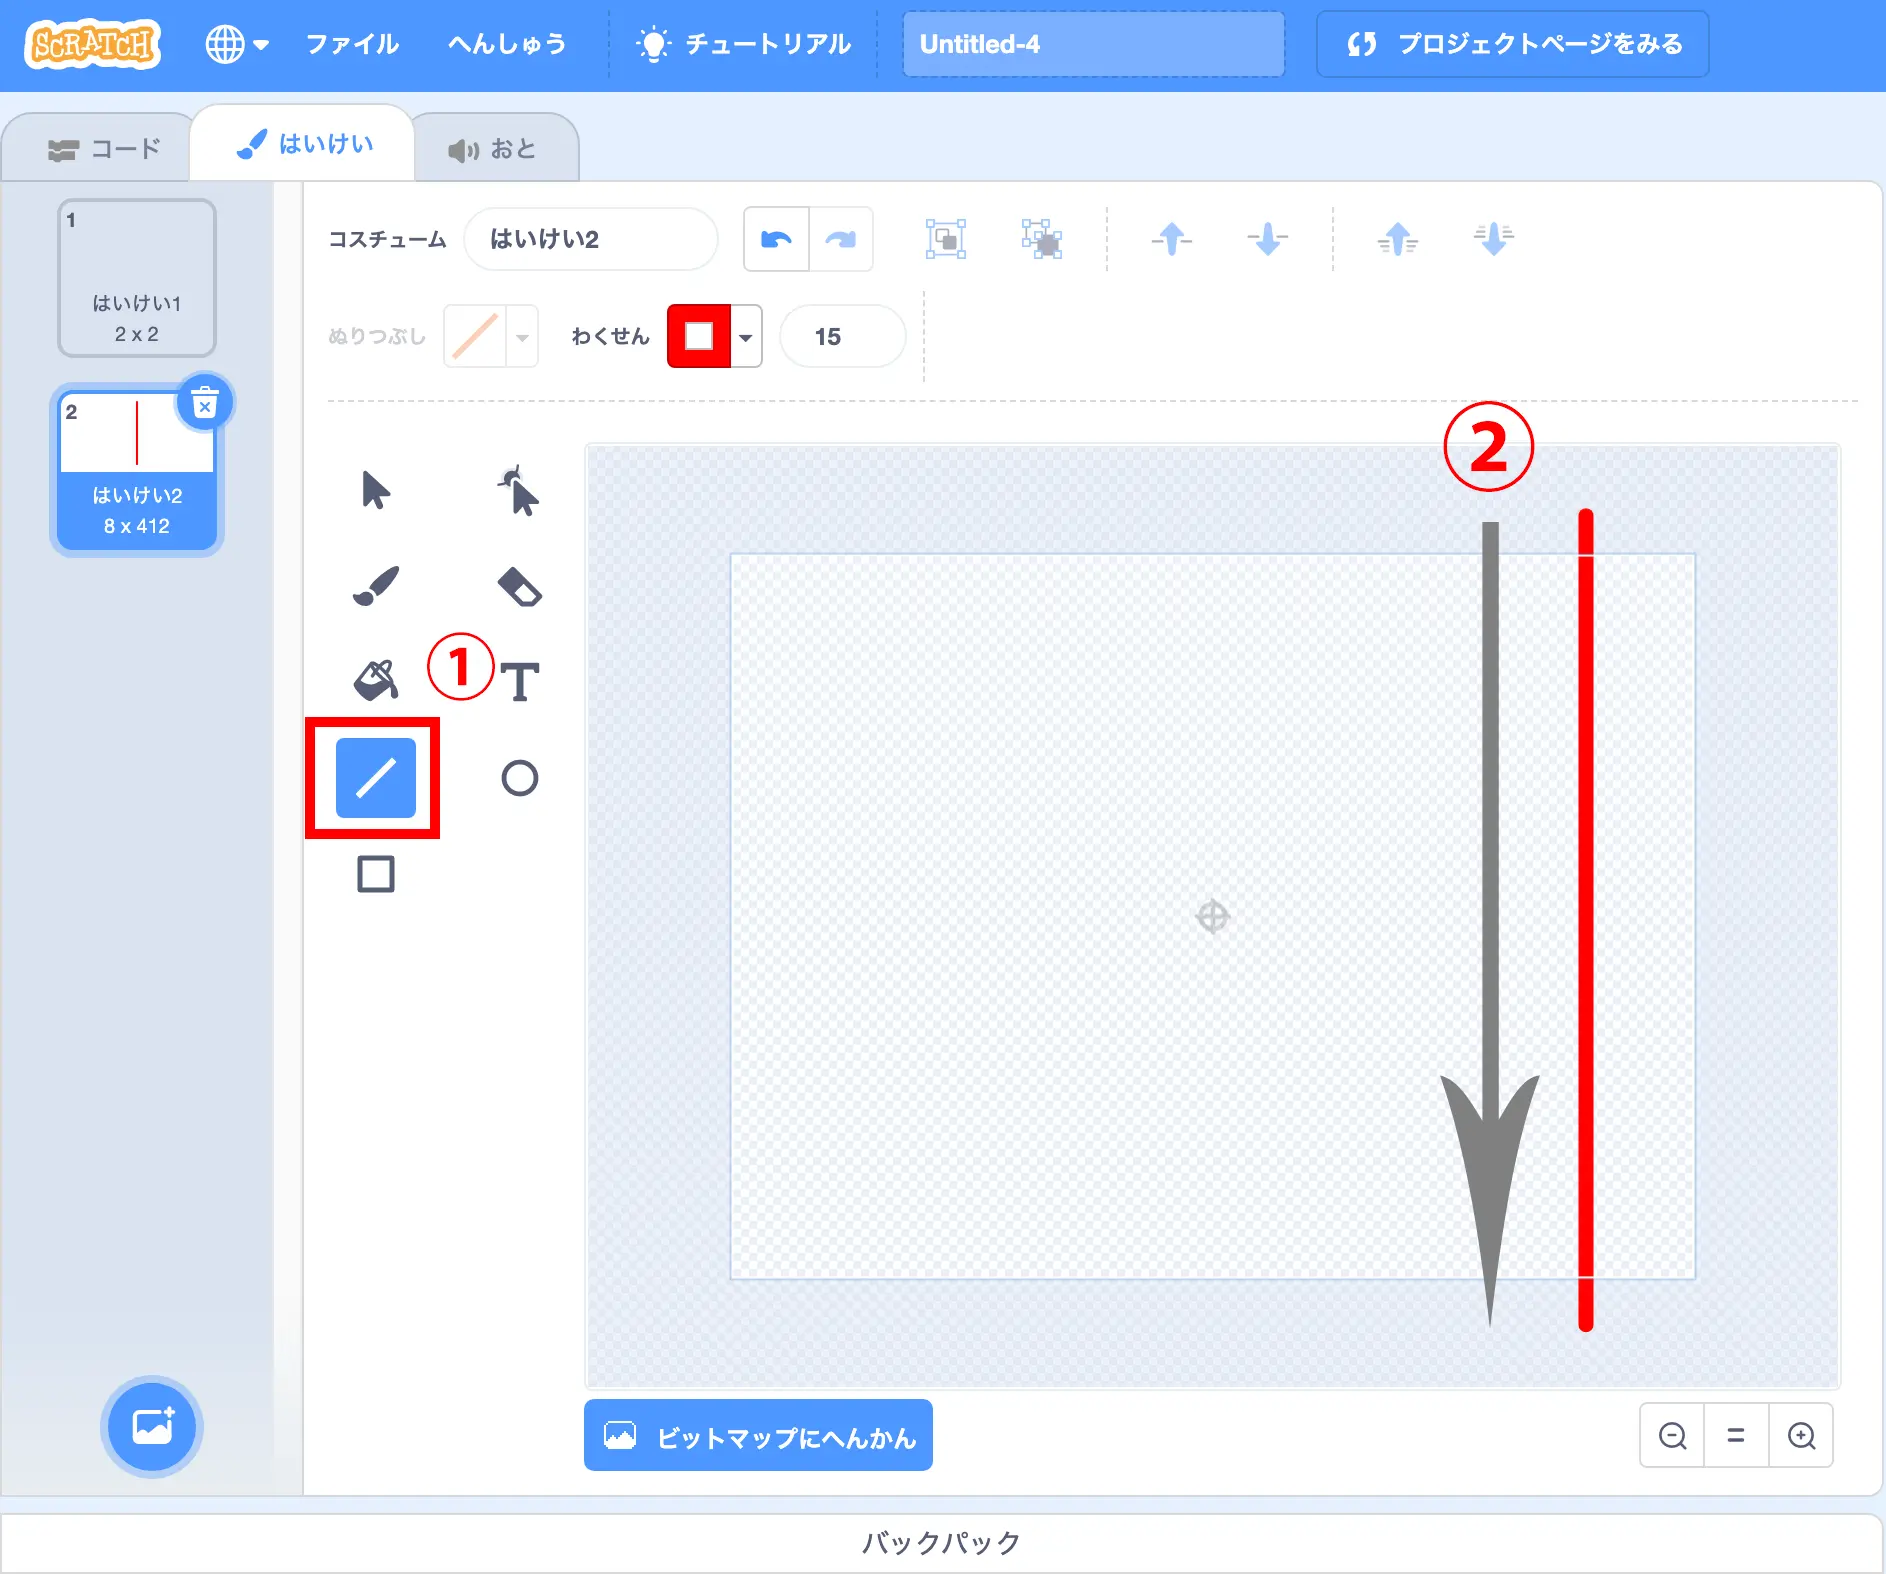 SCRATCH ファイル へんしゅう チュートリアル Untitled-4 プロジェクトページをみる
コード はいけい おと
1
はいけい1
2 x 2
2
はいけい2
8 x 412
コスチューム はいけい2
ぬりつぶし わくせん 15
②
①
T
ビットマップにへんかん
バックパック